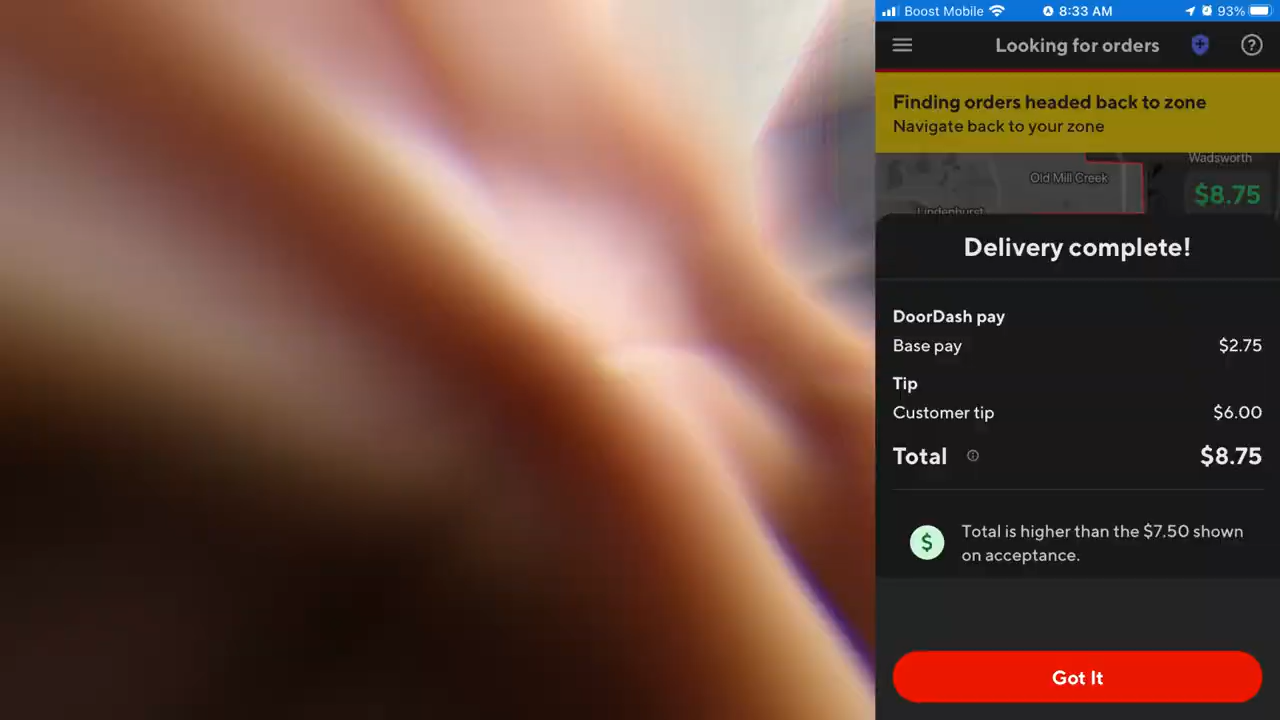 Boost Mobile 8:33 AM 93%
Looking for orders
Finding orders headed back to zone
Navigate back to your zone
Wadsworth
Old Mill Creek
$8.75
Lindenhurst
Delivery complete!
DoorDash pay
Base pay $2.75
Tip
Customer tip $6.00
Total $8.75
$ Total is higher than the $7.50 shown
on acceptance.
Got It